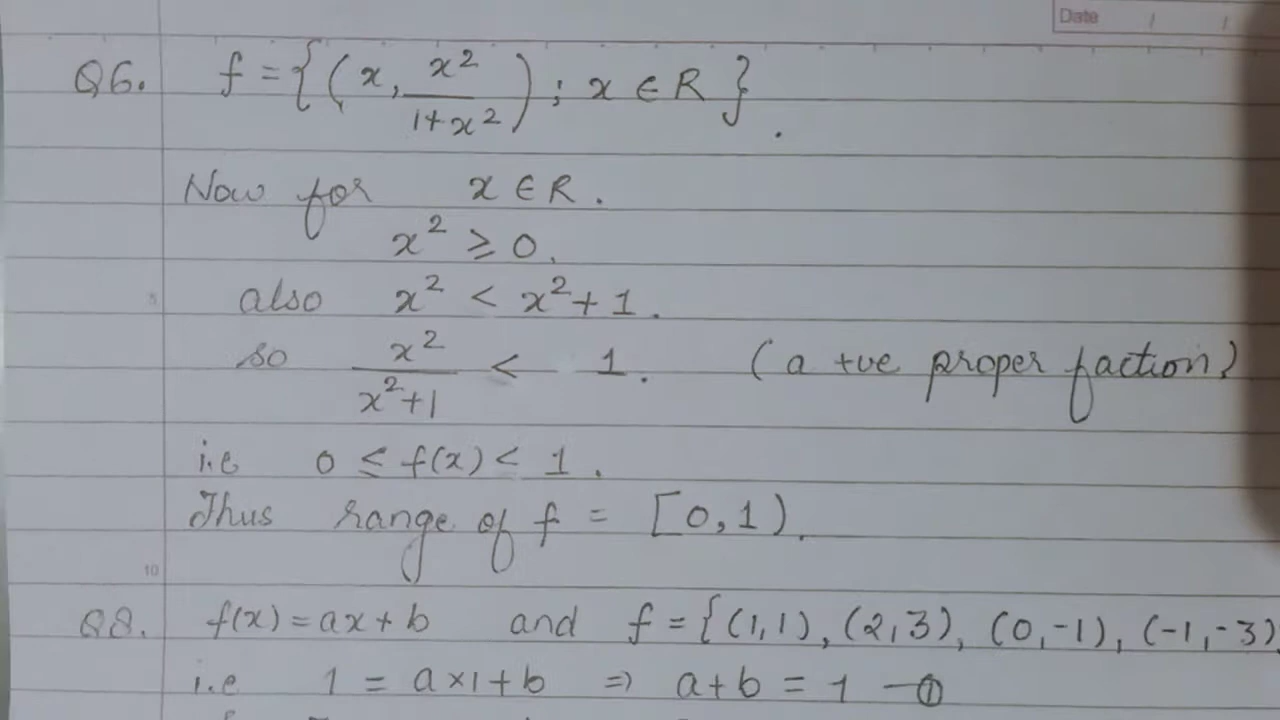 Date / /
Q6. f = {(x, x²/1+x²) ; x ∈ R}.
Now for x ∈ R.
x² ≥ 0.
5 also x² < x²+1.
so x²/x²+1 < 1. (a +ve proper faction)
i.e 0 ≤ f(x) < 1.
Thus range of f = [0,1).
10
Q8. f(x) = ax+b and f = {(1,1), (2,3), (0,-1), (-1,-3)
i.e 1 = a×1+b ⇒ a+b = 1 —①